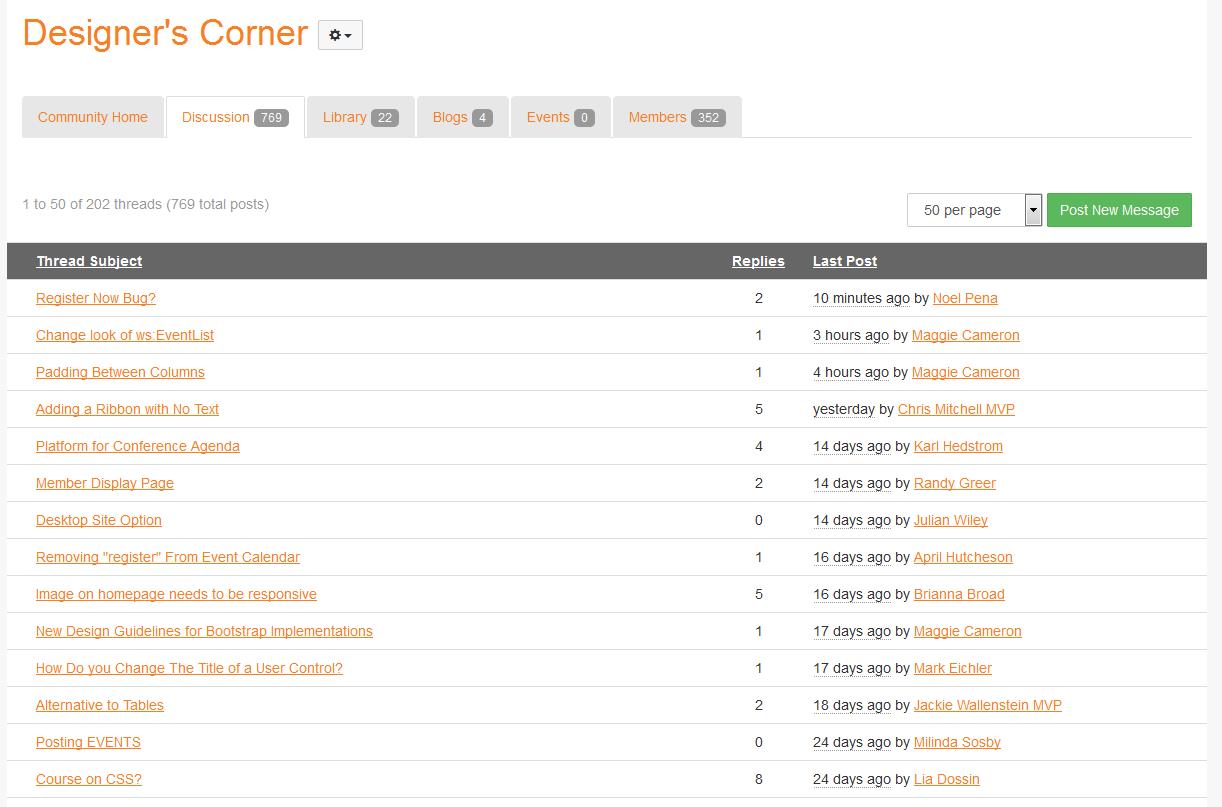 Designer's Corner
Community Home Discussion 769 Library 22 Blogs 4 Events 0 Members 352
1 to 50 of 202 threads (769 total posts) 50 per page Post New Message
Thread Subject Replies Last Post
Register Now Bug? 2 10 minutes ago by Noel Pena
Change look of ws:EventList 1 3 hours ago by Maggie Cameron
Padding Between Columns 1 4 hours ago by Maggie Cameron
Adding a Ribbon with No Text 5 yesterday by Chris Mitchell MVP
Platform for Conference Agenda 4 14 days ago by Karl Hedstrom
Member Display Page 2 14 days ago by Randy Greer
Desktop Site Option 0 14 days ago by Julian Wiley
Removing "register" From Event Calendar 1 16 days ago by April Hutcheson
Image on homepage needs to be responsive 5 16 days ago by Brianna Broad
New Design Guidelines for Bootstrap Implementations 1 17 days ago by Maggie Cameron
How Do you Change The Title of a User Control? 1 17 days ago by Mark Eichler
Alternative to Tables 2 18 days ago by Jackie Wallenstein MVP
Posting EVENTS 0 24 days ago by Milinda Sosby
Course on CSS? 8 24 days ago by Lia Dossin